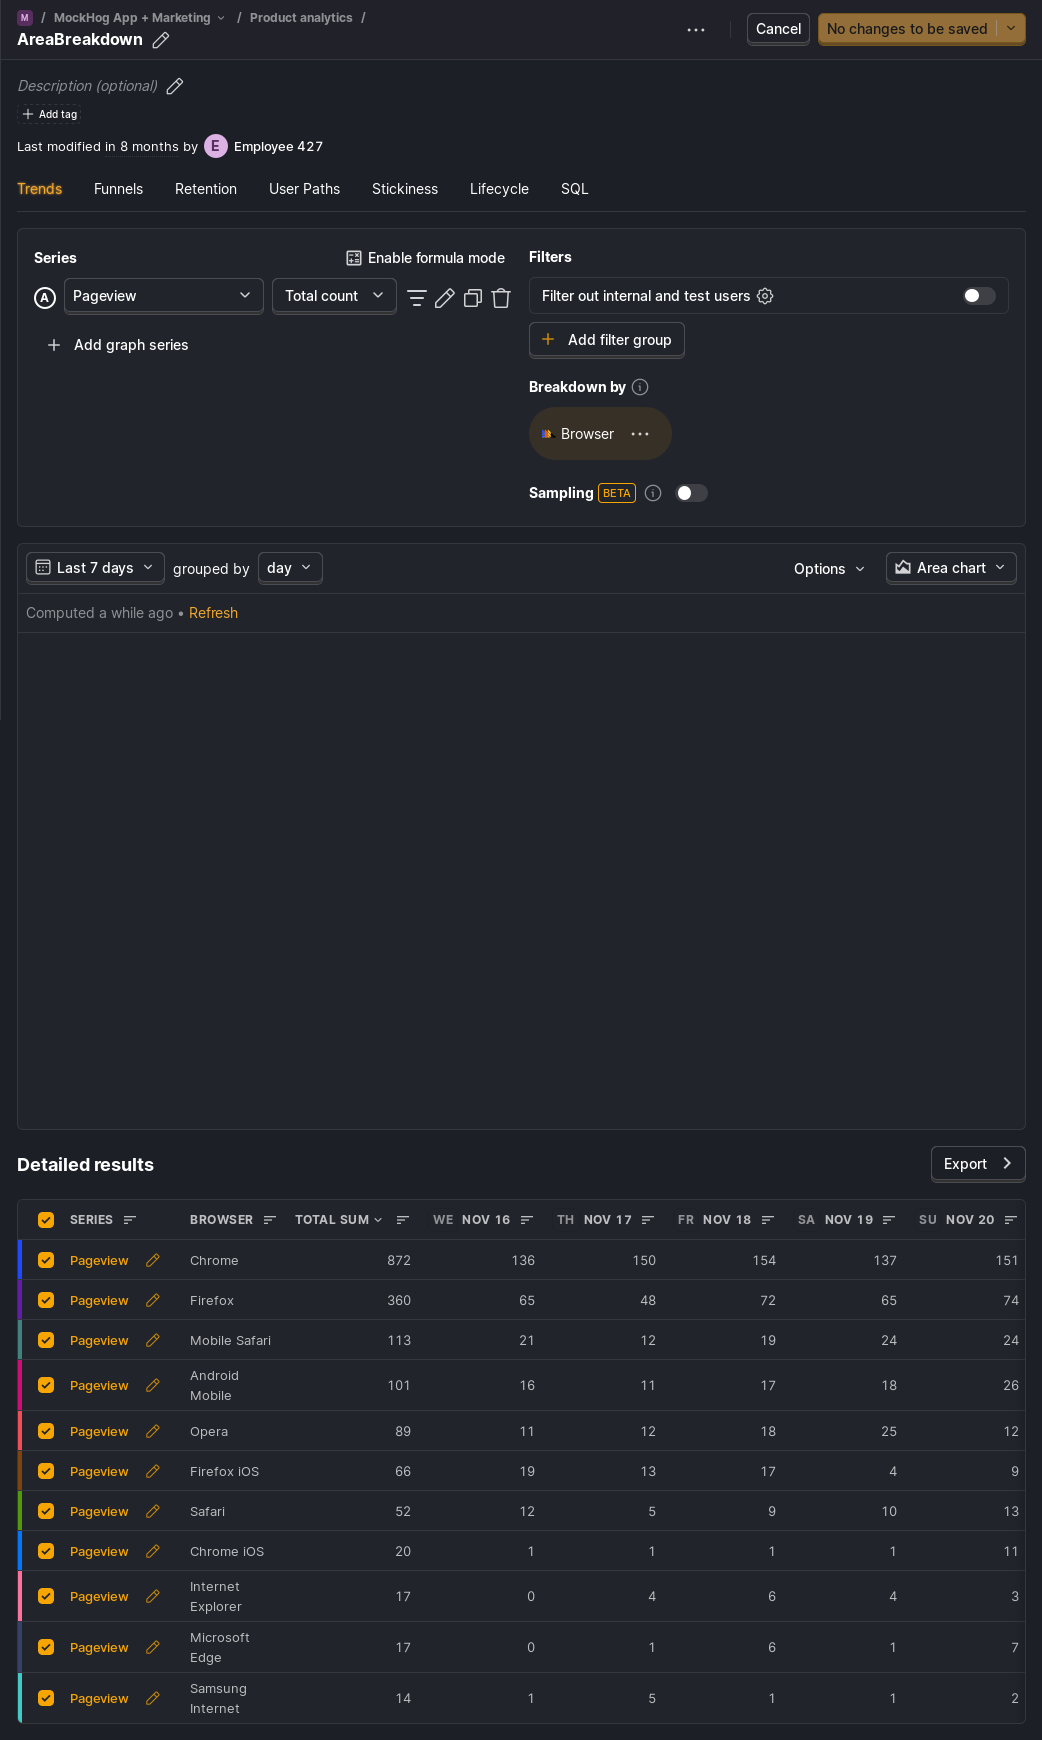 M / MockHog App + Marketing / Product analytics /
AreaBreakdown
Cancel
No changes to be saved
Description (optional)
Add tag
Last modified in 8 months by E Employee 427
Trends Funnels Retention User Paths Stickiness Lifecycle SQL
Series
Enable formula mode
A Pageview Total count
Add graph series
Filters
Filter out internal and test users
Add filter group
Breakdown by
Browser
Sampling BETA
Last 7 days grouped by day
Options
Area chart
Computed a while ago • Refresh
Detailed results
Export
SERIES BROWSER TOTAL SUM WE NOV 16 TH NOV 17 FR NOV 18 SA NOV 19 SU NOV 20
Pageview Chrome 872 136 150 154 137 151
Pageview Firefox 360 65 48 72 65 74
Pageview Mobile Safari 113 21 12 19 24 24
Pageview Android Mobile 101 16 11 17 18 26
Pageview Opera 89 11 12 18 25 12
Pageview Firefox iOS 66 19 13 17 4 9
Pageview Safari 52 12 5 9 10 13
Pageview Chrome iOS 20 1 1 1 1 11
Pageview Internet Explorer 17 0 4 6 4 3
Pageview Microsoft Edge 17 0 1 6 1 7
Pageview Samsung Internet 14 1 5 1 1 2